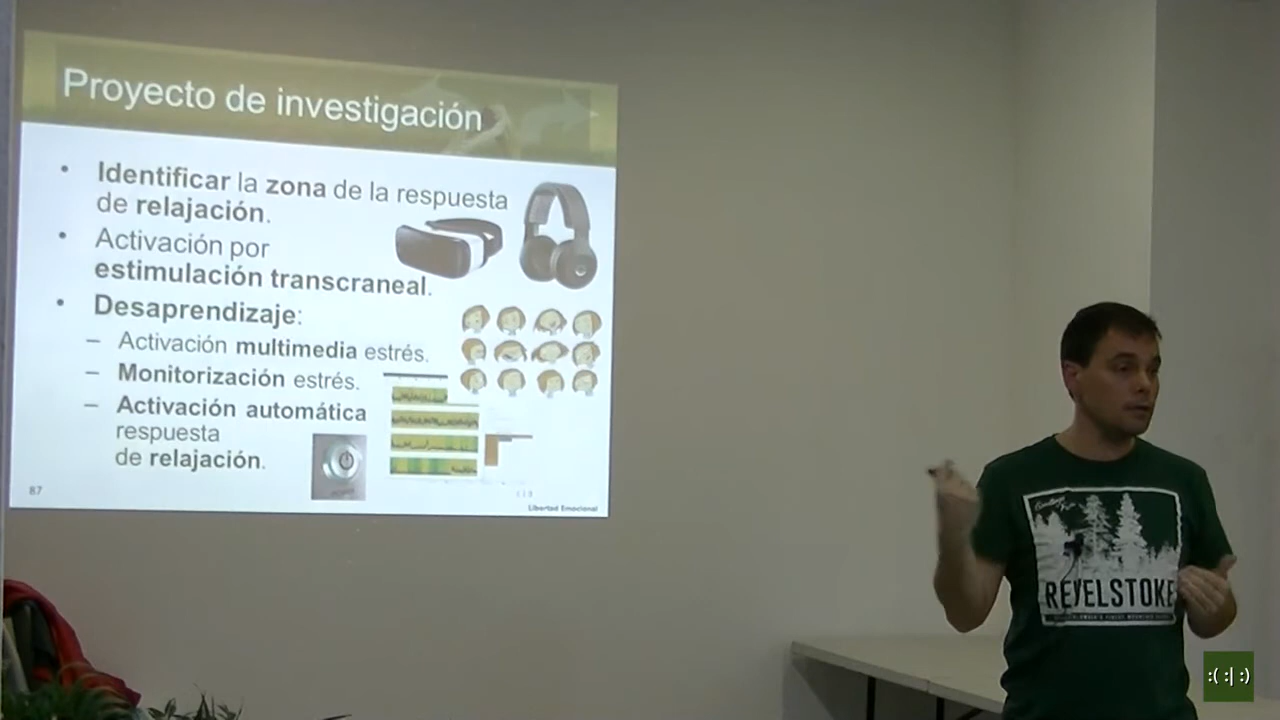 Proyecto de investigación
• Identificar la zona de la respuesta
de relajación.
• Activación por
estimulación transcraneal.
• Desaprendizaje:
– Activación multimedia estrés.
– Monitorización estrés.
– Activación automática
respuesta
de relajación.
87
Libertad Emocional
REVELSTOKE
:( :| :)